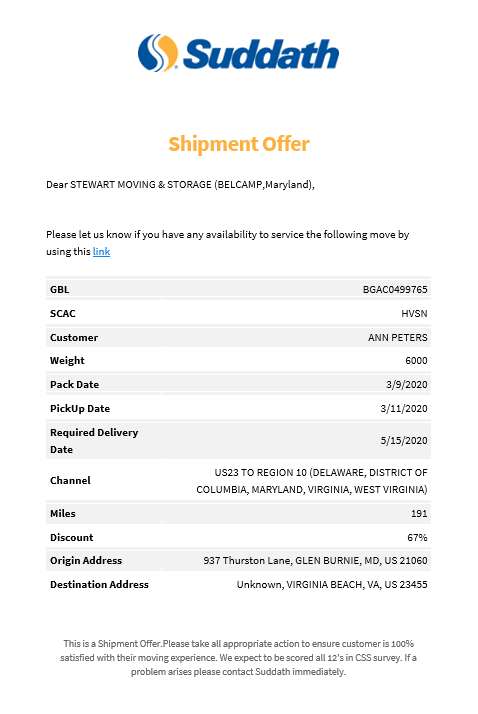 Suddath
Shipment Offer
Dear STEWART MOVING & STORAGE (BELCAMP,Maryland),
Please let us know if you have any availability to service the following move by
using this link
GBL BGAC0499765
SCAC HVSN
Customer ANN PETERS
Weight 6000
Pack Date 3/9/2020
PickUp Date 3/11/2020
Required Delivery
Date 5/15/2020
Channel US23 TO REGION 10 (DELAWARE, DISTRICT OF
COLUMBIA, MARYLAND, VIRGINIA, WEST VIRGINIA)
Miles 191
Discount 67%
Origin Address 937 Thurston Lane, GLEN BURNIE, MD, US 21060
Destination Address Unknown, VIRGINIA BEACH, VA, US 23455
This is a Shipment Offer.Please take all appropriate action to ensure customer is 100%
satisfied with their moving experience. We expect to be scored all 12's in CSS survey. If a
problem arises please contact Suddath immediately.